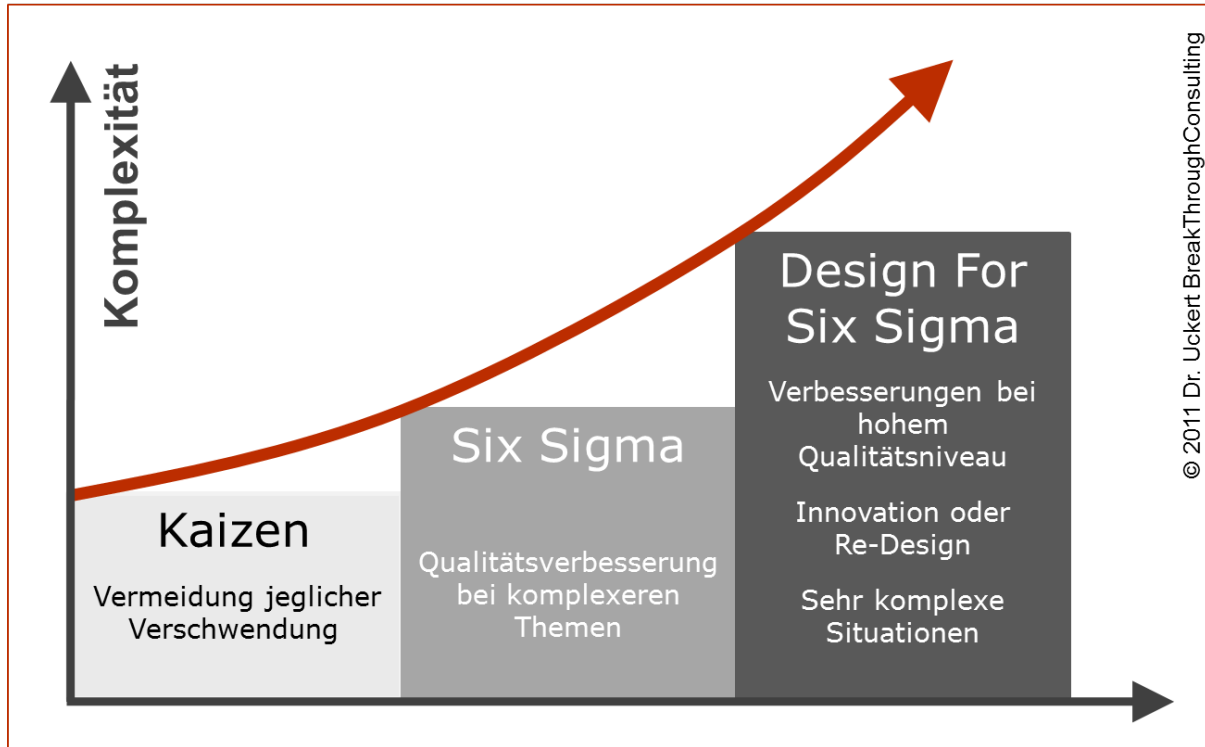 Komplexität
Kaizen
Vermeidung jeglicher
Verschwendung
Six Sigma
Qualitätsverbesserung
bei komplexeren
Themen
Design For
Six Sigma
Verbesserungen bei
hohem
Qualitätsniveau
Innovation oder
Re-Design
Sehr komplexe
Situationen
© 2011 Dr. Uckert BreakThroughConsulting